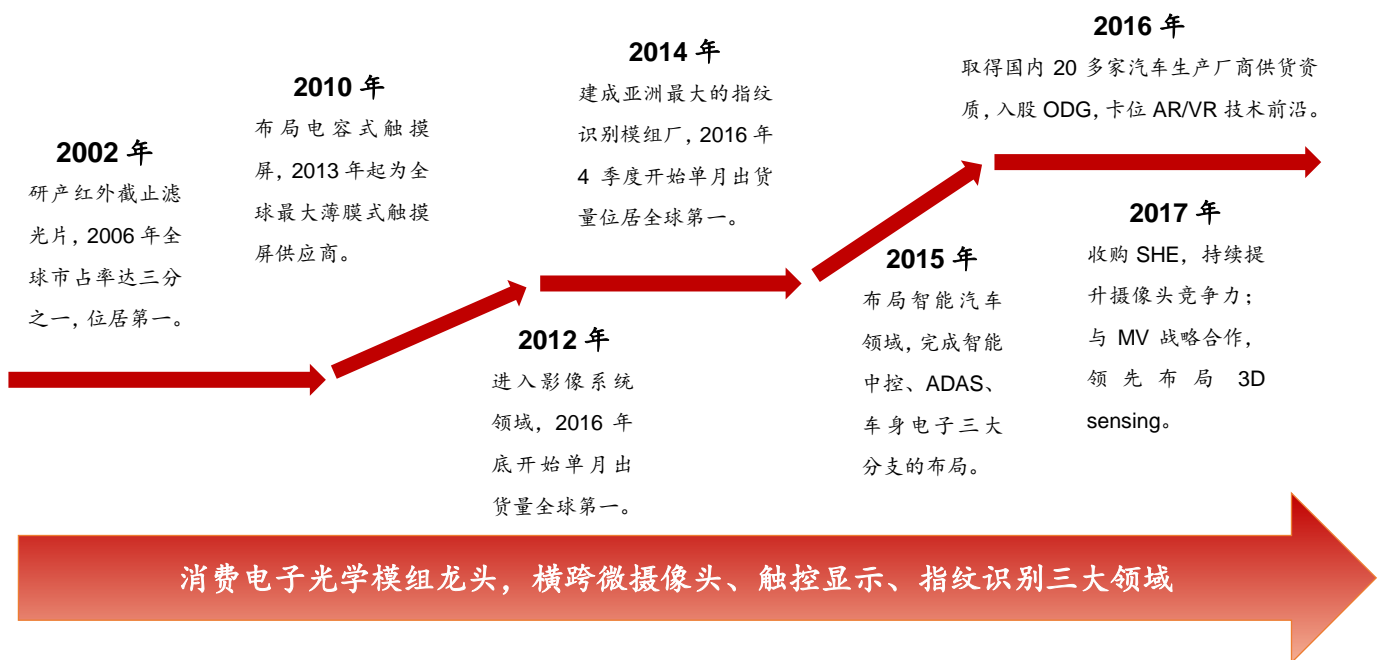 2002 年
研产红外截止滤
光片，2006 年全
球市占率达三分
之一，位居第一。
2010 年
布局电容式触摸
屏，2013 年起为全
球最大薄膜式触摸
屏供应商。
2012 年
进入影像系统
领域，2016 年
底开始单月出
货量全球第一。
2014 年
建成亚洲最大的指纹
识别模组厂，2016 年
4 季度开始单月出货
量位居全球第一。
2015 年
布局智能汽车
领域，完成智能
中控、ADAS、
车身电子三大
分支的布局。
2016 年
取得国内 20 多家汽车生产厂商供货资
质，入股 ODG，卡位 AR/VR 技术前沿。
2017 年
收购 SHE，持续提
升摄像头竞争力；
与 MV 战略合作，
领先布局 3D
sensing。
消费电子光学模组龙头，横跨微摄像头、触控显示、指纹识别三大领域